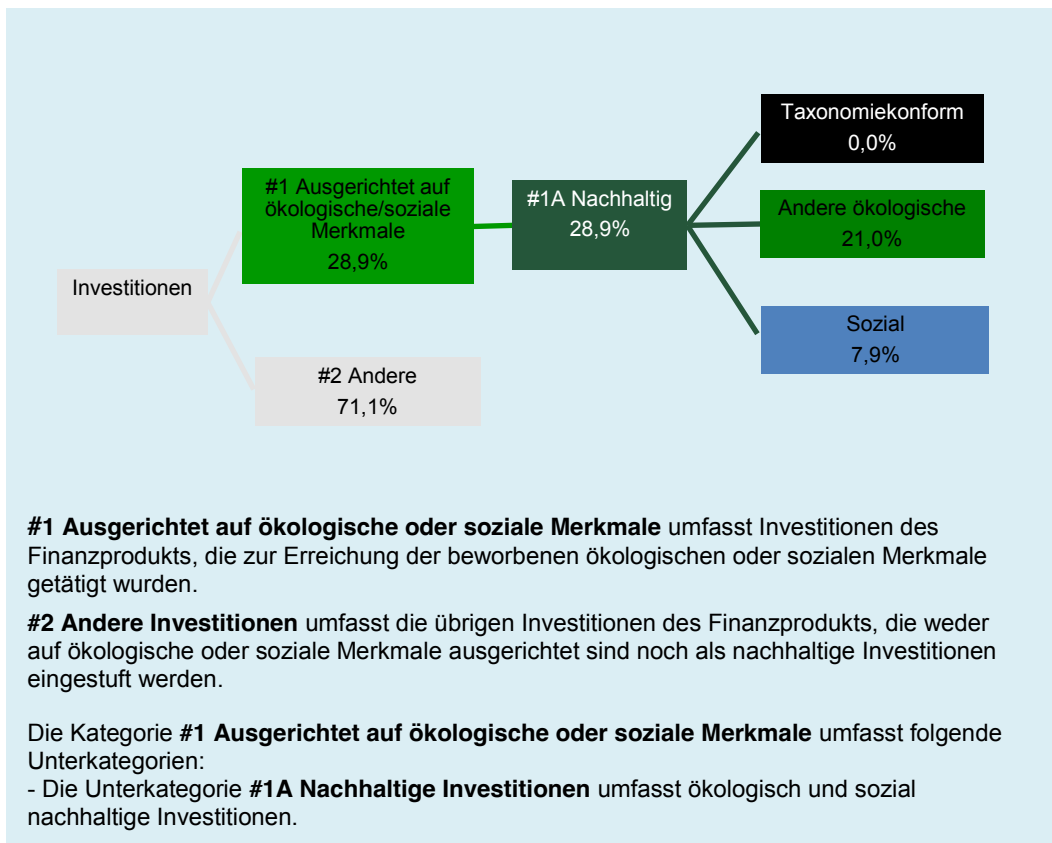 Taxonomiekonform
0,0%
#1 Ausgerichtet auf
ökologische/soziale
Merkmale
28,9%
#1A Nachhaltig
28,9%
Andere ökologische
21,0%
Investitionen
Sozial
7,9%
#2 Andere
71,1%
#1 Ausgerichtet auf ökologische oder soziale Merkmale umfasst Investitionen des
Finanzprodukts, die zur Erreichung der beworbenen ökologischen oder sozialen Merkmale
getätigt wurden.
#2 Andere Investitionen umfasst die übrigen Investitionen des Finanzprodukts, die weder
auf ökologische oder soziale Merkmale ausgerichtet sind noch als nachhaltige Investitionen
eingestuft werden.
Die Kategorie #1 Ausgerichtet auf ökologische oder soziale Merkmale umfasst folgende
Unterkategorien:
- Die Unterkategorie #1A Nachhaltige Investitionen umfasst ökologisch und sozial
nachhaltige Investitionen.